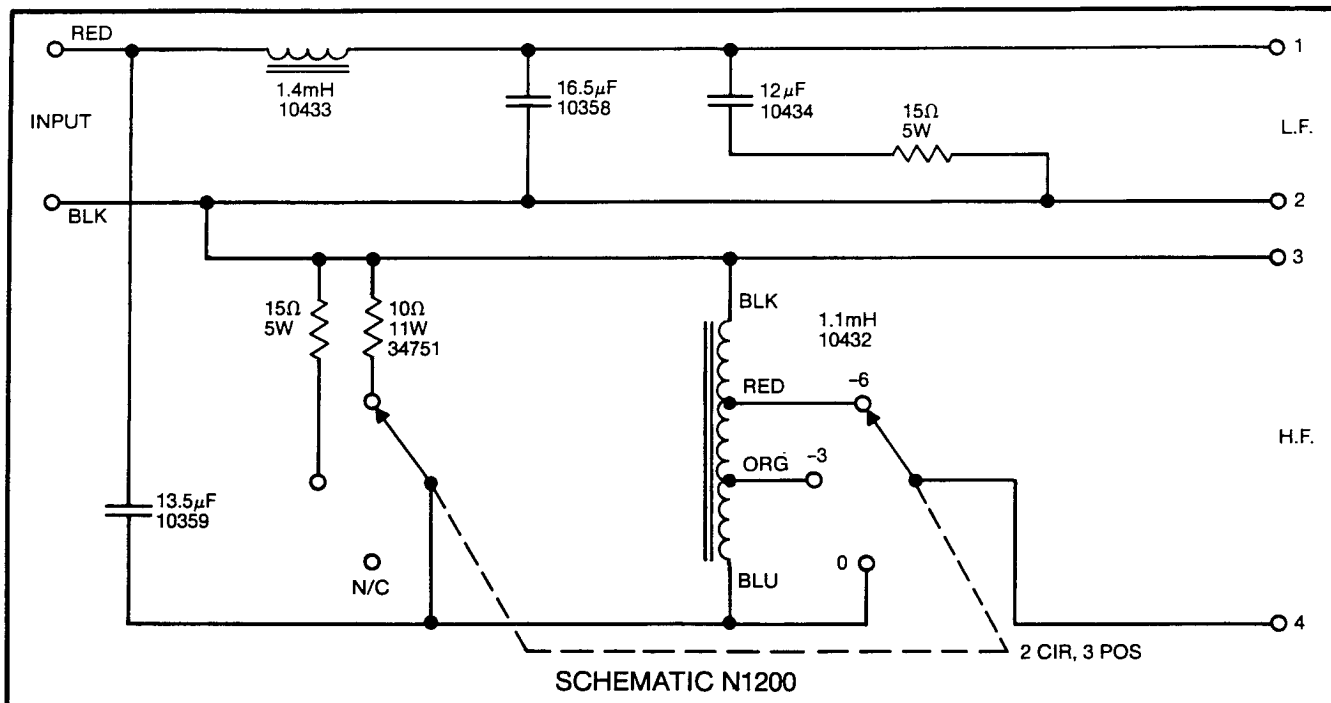 RED
1.4mH
10433
16.5μF
10358
12μF
10434
15Ω
5W
1
INPUT
L.F.
BLK
2
3
15Ω
5W
10Ω
11W
34751
BLK
1.1mH
10432
RED
-6
ORG
-3
H.F.
13.5μF
10359
N/C
BLU
0
4
2 CIR, 3 POS
SCHEMATIC N1200